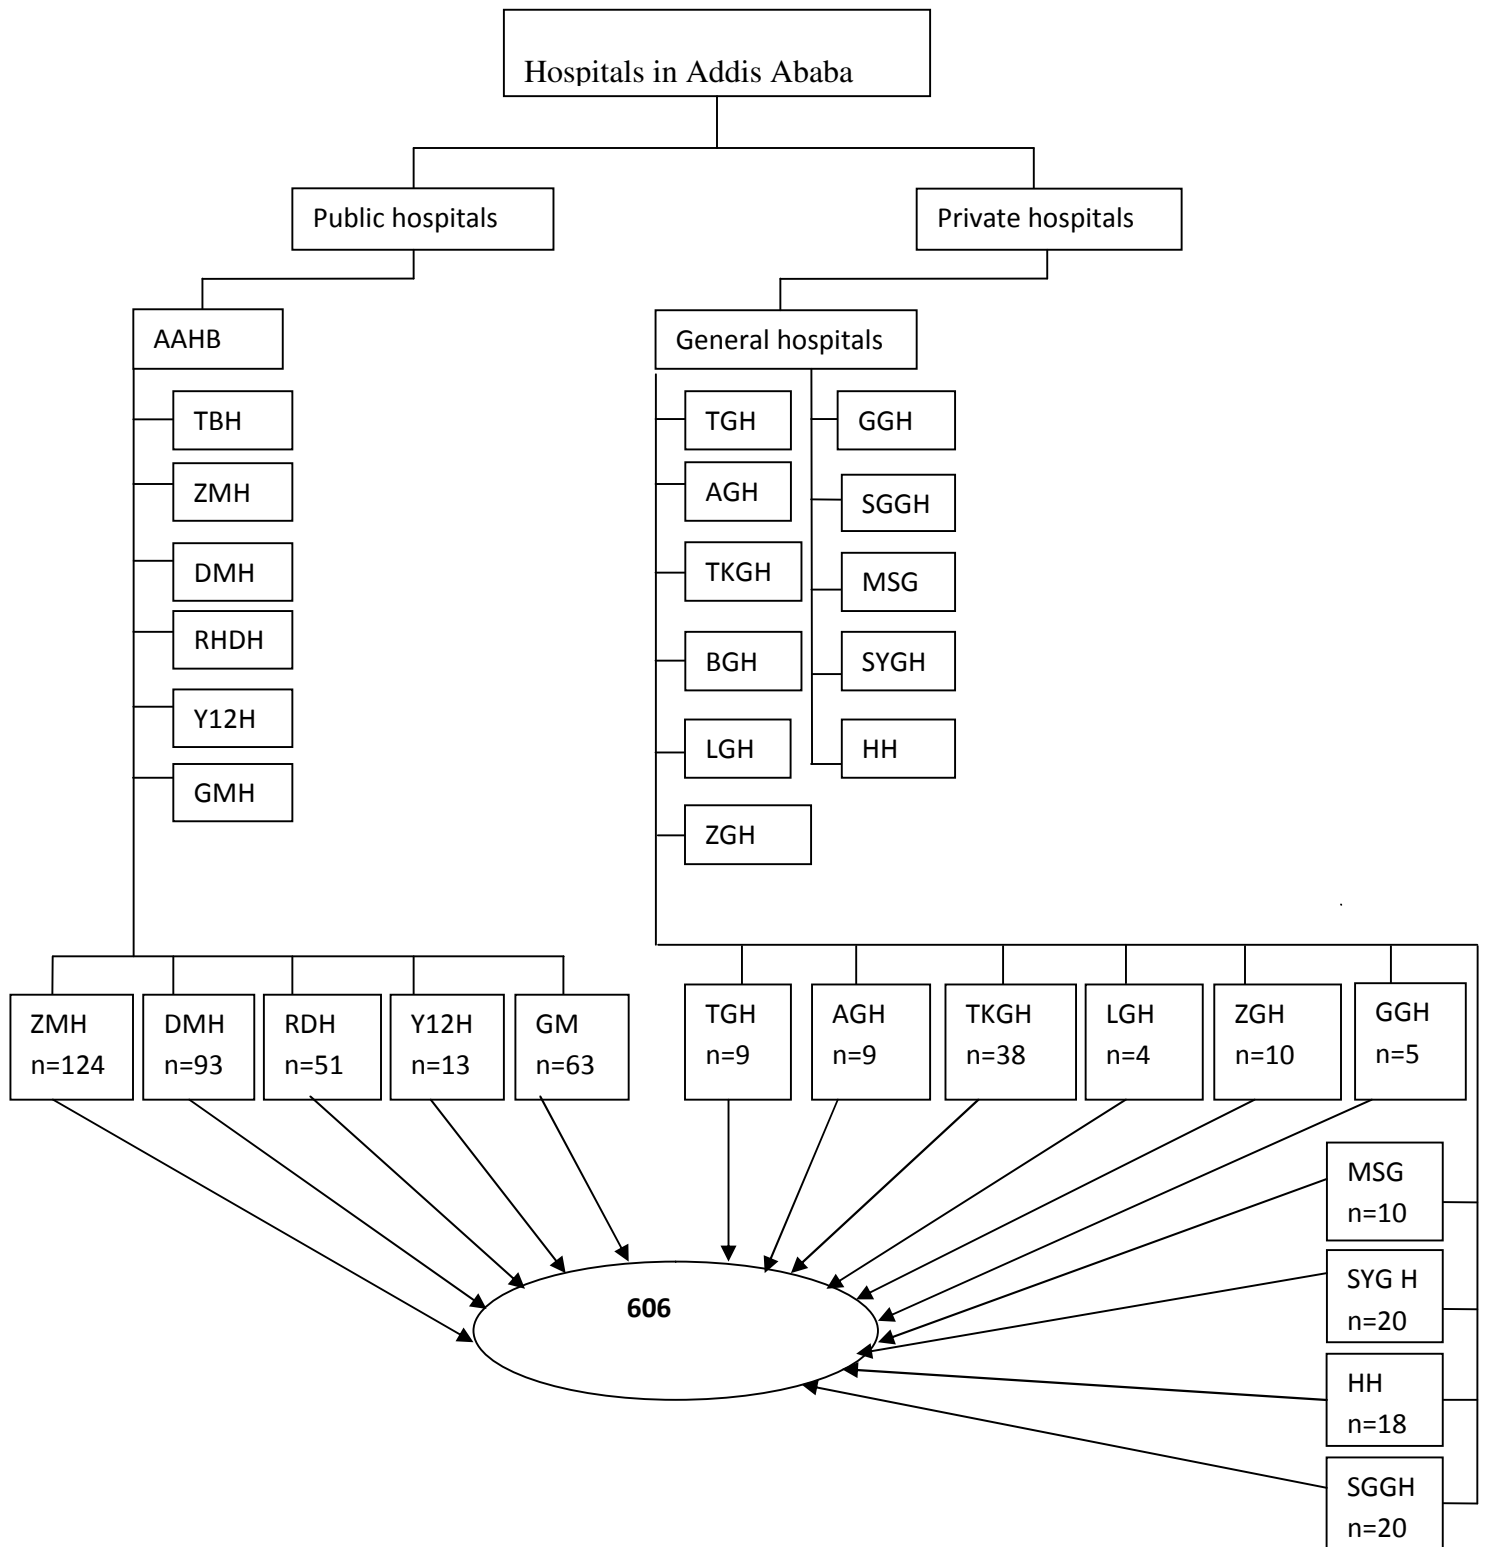 Hospitals in Addis Ababa
Public hospitals
Private hospitals
AAHB
General hospitals
TBH
ZMH
DMH
RHDH
Y12H
GMH
TGH
AGH
TKGH
BGH
LGH
ZGH
GGH
SGGH
MSG
SYGH
HH
ZMH
n=124
DMH
n=93
RDH
n=51
Y12H
n=13
GM
n=63
TGH
n=9
AGH
n=9
TKGH
n=38
LGH
n=4
ZGH
n=10
GGH
n=5
MSG
n=10
SYG H
n=20
HH
n=18
SGGH
n=20
606